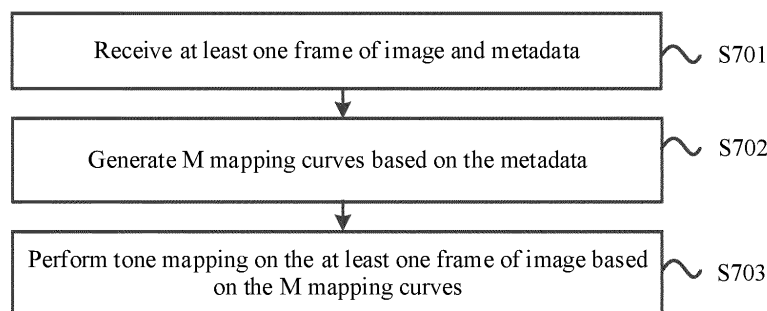 Receive at least one frame of image and metadata
S701
Generate M mapping curves based on the metadata
S702
Perform tone mapping on the at least one frame of image based
on the M mapping curves
S703